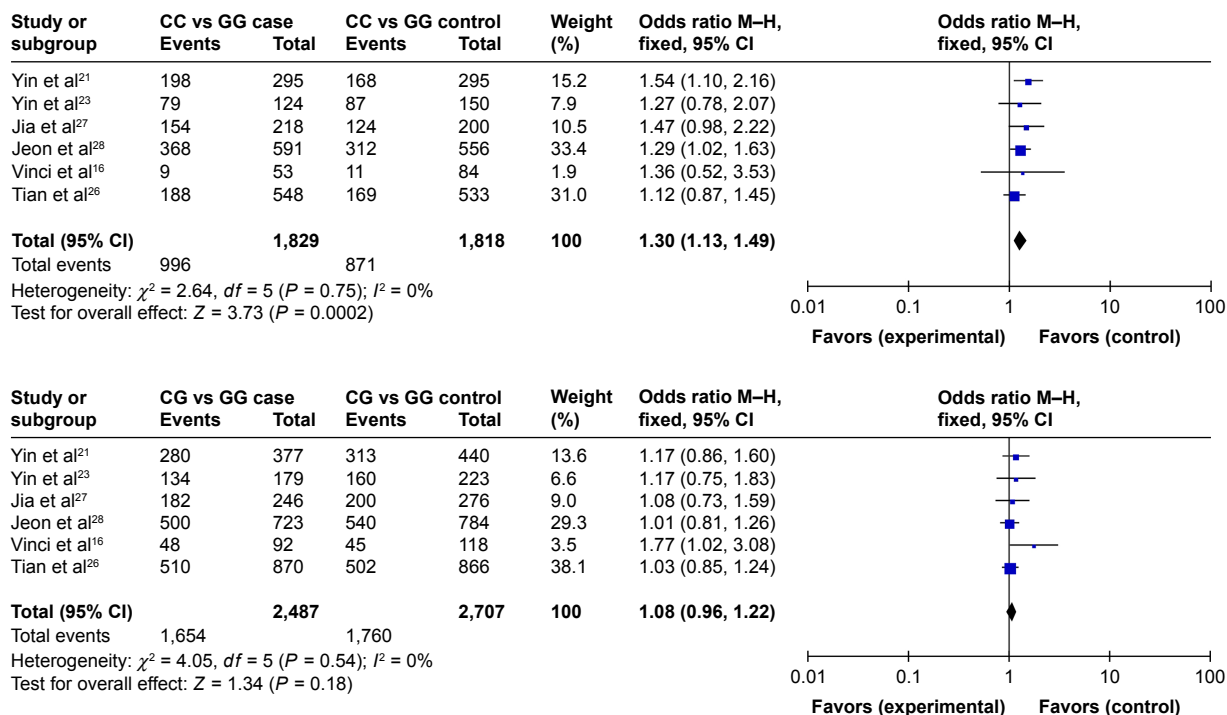 Study or subgroup CC vs GG case CC vs GG control Weight (%) Odds ratio M–H, fixed, 95% CI Odds ratio M–H, fixed, 95% CI
Events Total Events Total
Yin et al21 198 295 168 295 15.2 1.54 (1.10, 2.16)
Yin et al23 79 124 87 150 7.9 1.27 (0.78, 2.07)
Jia et al27 154 218 124 200 10.5 1.47 (0.98, 2.22)
Jeon et al28 368 591 312 556 33.4 1.29 (1.02, 1.63)
Vinci et al16 9 53 11 84 1.9 1.36 (0.52, 3.53)
Tian et al26 188 548 169 533 31.0 1.12 (0.87, 1.45)
Total (95% CI) 1,829 1,818 100 1.30 (1.13, 1.49)
Total events 996 871
Heterogeneity: χ2 = 2.64, df = 5 (P = 0.75); I2 = 0%
Test for overall effect: Z = 3.73 (P = 0.0002)
0.01 0.1 1 10 100
Favors (experimental) Favors (control)
Study or subgroup CG vs GG case CG vs GG control Weight (%) Odds ratio M–H, fixed, 95% CI Odds ratio M–H, fixed, 95% CI
Events Total Events Total
Yin et al21 280 377 313 440 13.6 1.17 (0.86, 1.60)
Yin et al23 134 179 160 223 6.6 1.17 (0.75, 1.83)
Jia et al27 182 246 200 276 9.0 1.08 (0.73, 1.59)
Jeon et al28 500 723 540 784 29.3 1.01 (0.81, 1.26)
Vinci et al16 48 92 45 118 3.5 1.77 (1.02, 3.08)
Tian et al26 510 870 502 866 38.1 1.03 (0.85, 1.24)
Total (95% CI) 2,487 2,707 100 1.08 (0.96, 1.22)
Total events 1,654 1,760
Heterogeneity: χ2 = 4.05, df = 5 (P = 0.54); I2 = 0%
Test for overall effect: Z = 1.34 (P = 0.18)
0.01 0.1 1 10 100
Favors (experimental) Favors (control)